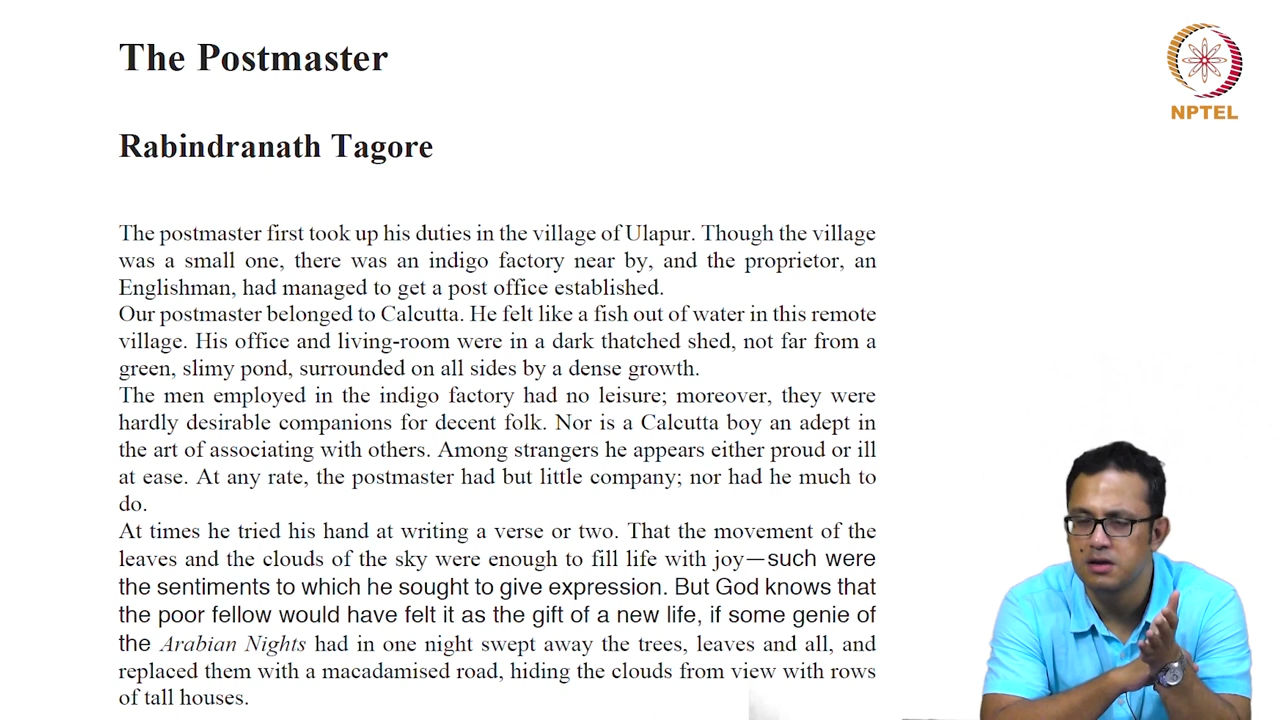 The Postmaster
NPTEL
Rabindranath Tagore
The postmaster first took up his duties in the village of Ulapur. Though the village
was a small one, there was an indigo factory near by, and the proprietor, an
Englishman, had managed to get a post office established.
Our postmaster belonged to Calcutta. He felt like a fish out of water in this remote
village. His office and living-room were in a dark thatched shed, not far from a
green, slimy pond, surrounded on all sides by a dense growth.
The men employed in the indigo factory had no leisure; moreover, they were
hardly desirable companions for decent folk. Nor is a Calcutta boy an adept in
the art of associating with others. Among strangers he appears either proud or ill
at ease. At any rate, the postmaster had but little company; nor had he much to
do.
At times he tried his hand at writing a verse or two. That the movement of the
leaves and the clouds of the sky were enough to fill life with joy—such were
the sentiments to which he sought to give expression. But God knows that
the poor fellow would have felt it as the gift of a new life, if some genie of
the Arabian Nights had in one night swept away the trees, leaves and all, and
replaced them with a macadamised road, hiding the clouds from view with rows
of tall houses.